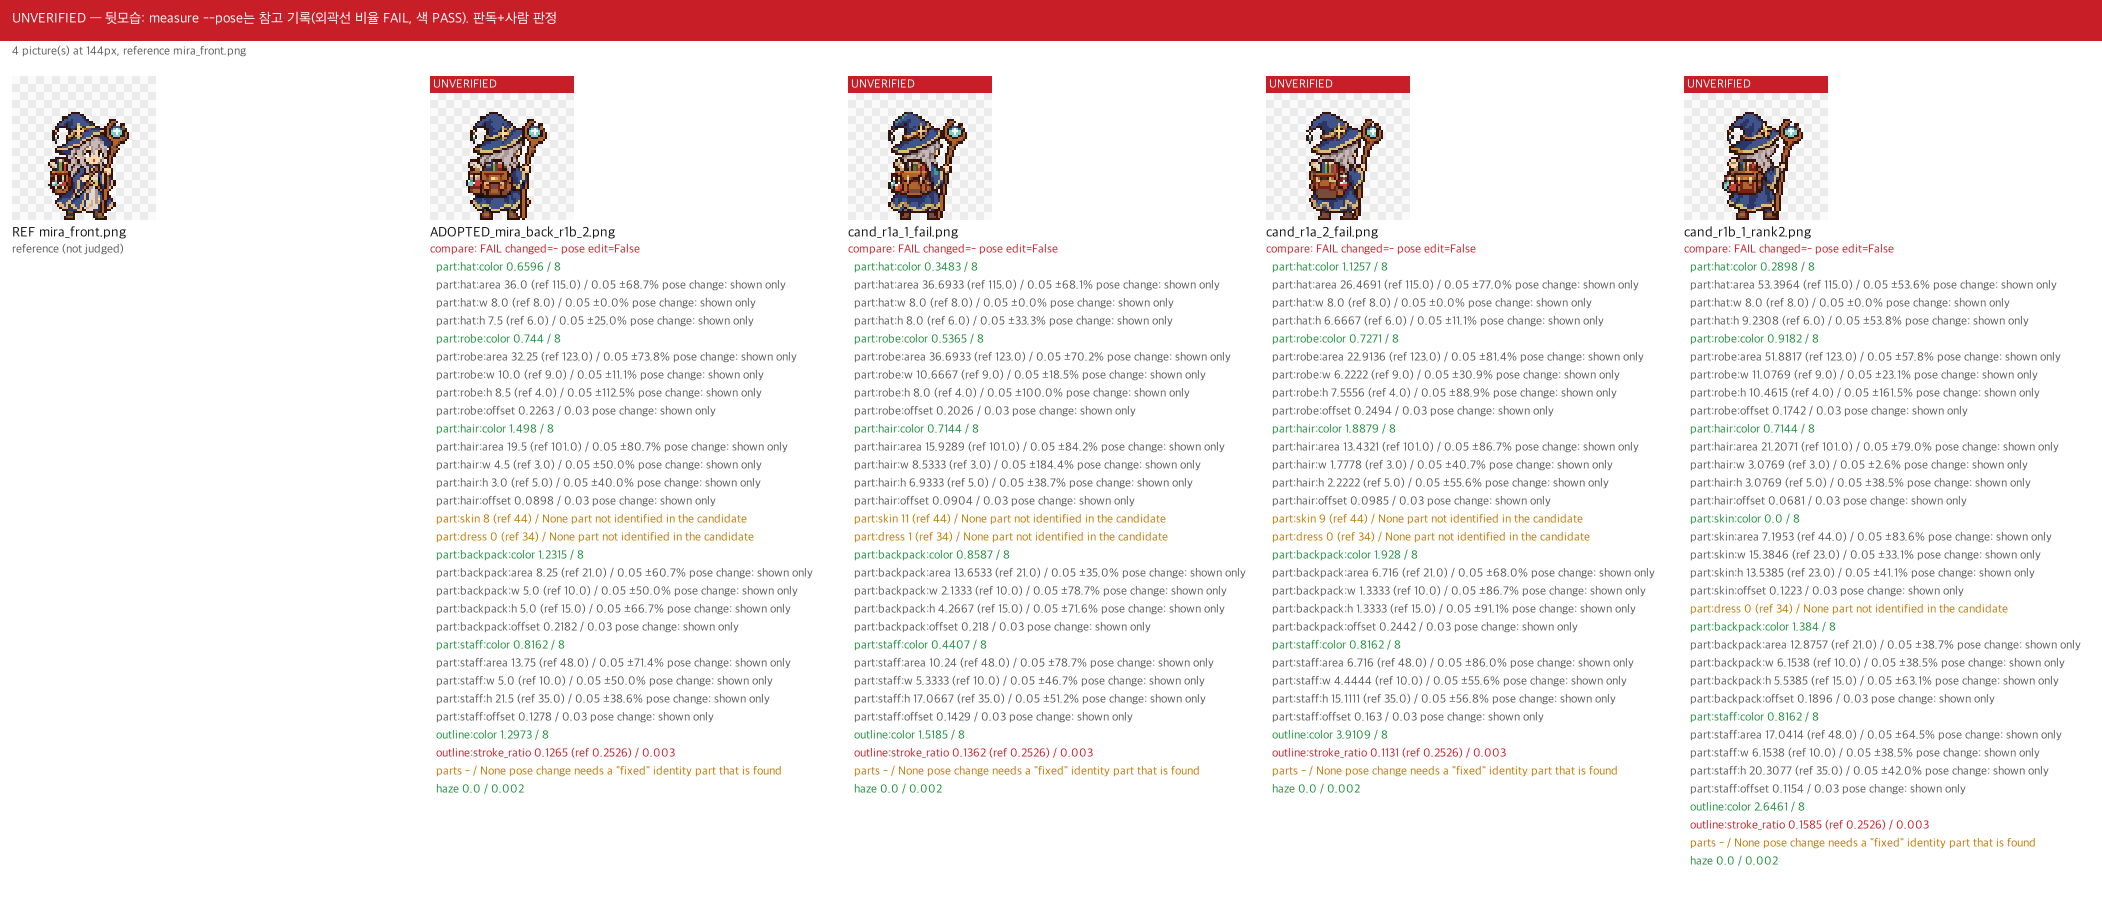 UNVERIFIED — 뒷모습: measure --pose는 참고 기록(외곽선 비율 FAIL, 색 PASS). 판독+사람 판정
4 picture(s) at 144px, reference mira_front.png
REF mira_front.png
reference (not judged)
UNVERIFIED
ADOPTED_mira_back_r1b_2.png
compare: FAIL changed=- pose edit=False
part:hat:color 0.6596 / 8
part:hat:area 36.0 (ref 115.0) / 0.05 ±68.7% pose change: shown only
part:hat:w 8.0 (ref 8.0) / 0.05 ±0.0% pose change: shown only
part:hat:h 7.5 (ref 6.0) / 0.05 ±25.0% pose change: shown only
part:robe:color 0.744 / 8
part:robe:area 32.25 (ref 123.0) / 0.05 ±73.8% pose change: shown only
part:robe:w 10.0 (ref 9.0) / 0.05 ±11.1% pose change: shown only
part:robe:h 8.5 (ref 4.0) / 0.05 ±112.5% pose change: shown only
part:robe:offset 0.2263 / 0.03 pose change: shown only
part:hair:color 1.498 / 8
part:hair:area 19.5 (ref 101.0) / 0.05 ±80.7% pose change: shown only
part:hair:w 4.5 (ref 3.0) / 0.05 ±50.0% pose change: shown only
part:hair:h 3.0 (ref 5.0) / 0.05 ±40.0% pose change: shown only
part:hair:offset 0.0898 / 0.03 pose change: shown only
part:skin 8 (ref 44) / None part not identified in the candidate
part:dress 0 (ref 34) / None part not identified in the candidate
part:backpack:color 1.2315 / 8
part:backpack:area 8.25 (ref 21.0) / 0.05 ±60.7% pose change: shown only
part:backpack:w 5.0 (ref 10.0) / 0.05 ±50.0% pose change: shown only
part:backpack:h 5.0 (ref 15.0) / 0.05 ±66.7% pose change: shown only
part:backpack:offset 0.2182 / 0.03 pose change: shown only
part:staff:color 0.8162 / 8
part:staff:area 13.75 (ref 48.0) / 0.05 ±71.4% pose change: shown only
part:staff:w 5.0 (ref 10.0) / 0.05 ±50.0% pose change: shown only
part:staff:h 21.5 (ref 35.0) / 0.05 ±38.6% pose change: shown only
part:staff:offset 0.1278 / 0.03 pose change: shown only
outline:color 1.2973 / 8
outline:stroke_ratio 0.1265 (ref 0.2526) / 0.003
parts - / None pose change needs a "fixed" identity part that is found
haze 0.0 / 0.002
UNVERIFIED
cand_r1a_1_fail.png
compare: FAIL changed=- pose edit=False
part:hat:color 0.3483 / 8
part:hat:area 36.6933 (ref 115.0) / 0.05 ±68.1% pose change: shown only
part:hat:w 8.0 (ref 8.0) / 0.05 ±0.0% pose change: shown only
part:hat:h 8.0 (ref 6.0) / 0.05 ±33.3% pose change: shown only
part:robe:color 0.5365 / 8
part:robe:area 36.6933 (ref 123.0) / 0.05 ±70.2% pose change: shown only
part:robe:w 10.6667 (ref 9.0) / 0.05 ±18.5% pose change: shown only
part:robe:h 8.0 (ref 4.0) / 0.05 ±100.0% pose change: shown only
part:robe:offset 0.2026 / 0.03 pose change: shown only
part:hair:color 0.7144 / 8
part:hair:area 15.9289 (ref 101.0) / 0.05 ±84.2% pose change: shown only
part:hair:w 8.5333 (ref 3.0) / 0.05 ±184.4% pose change: shown only
part:hair:h 6.9333 (ref 5.0) / 0.05 ±38.7% pose change: shown only
part:hair:offset 0.0904 / 0.03 pose change: shown only
part:skin 11 (ref 44) / None part not identified in the candidate
part:dress 1 (ref 34) / None part not identified in the candidate
part:backpack:color 0.8587 / 8
part:backpack:area 13.6533 (ref 21.0) / 0.05 ±35.0% pose change: shown only
part:backpack:w 2.1333 (ref 10.0) / 0.05 ±78.7% pose change: shown only
part:backpack:h 4.2667 (ref 15.0) / 0.05 ±71.6% pose change: shown only
part:backpack:offset 0.218 / 0.03 pose change: shown only
part:staff:color 0.4407 / 8
part:staff:area 10.24 (ref 48.0) / 0.05 ±78.7% pose change: shown only
part:staff:w 5.3333 (ref 10.0) / 0.05 ±46.7% pose change: shown only
part:staff:h 17.0667 (ref 35.0) / 0.05 ±51.2% pose change: shown only
part:staff:offset 0.1429 / 0.03 pose change: shown only
outline:color 1.5185 / 8
outline:stroke_ratio 0.1362 (ref 0.2526) / 0.003
parts - / None pose change needs a "fixed" identity part that is found
haze 0.0 / 0.002
UNVERIFIED
cand_r1a_2_fail.png
compare: FAIL changed=- pose edit=False
part:hat:color 1.1257 / 8
part:hat:area 26.4691 (ref 115.0) / 0.05 ±77.0% pose change: shown only
part:hat:w 8.0 (ref 8.0) / 0.05 ±0.0% pose change: shown only
part:hat:h 6.6667 (ref 6.0) / 0.05 ±11.1% pose change: shown only
part:robe:color 0.7271 / 8
part:robe:area 22.9136 (ref 123.0) / 0.05 ±81.4% pose change: shown only
part:robe:w 6.2222 (ref 9.0) / 0.05 ±30.9% pose change: shown only
part:robe:h 7.5556 (ref 4.0) / 0.05 ±88.9% pose change: shown only
part:robe:offset 0.2494 / 0.03 pose change: shown only
part:hair:color 1.8879 / 8
part:hair:area 13.4321 (ref 101.0) / 0.05 ±86.7% pose change: shown only
part:hair:w 1.7778 (ref 3.0) / 0.05 ±40.7% pose change: shown only
part:hair:h 2.2222 (ref 5.0) / 0.05 ±55.6% pose change: shown only
part:hair:offset 0.0985 / 0.03 pose change: shown only
part:skin 9 (ref 44) / None part not identified in the candidate
part:dress 0 (ref 34) / None part not identified in the candidate
part:backpack:color 1.928 / 8
part:backpack:area 6.716 (ref 21.0) / 0.05 ±68.0% pose change: shown only
part:backpack:w 1.3333 (ref 10.0) / 0.05 ±86.7% pose change: shown only
part:backpack:h 1.3333 (ref 15.0) / 0.05 ±91.1% pose change: shown only
part:backpack:offset 0.2442 / 0.03 pose change: shown only
part:staff:color 0.8162 / 8
part:staff:area 6.716 (ref 48.0) / 0.05 ±86.0% pose change: shown only
part:staff:w 4.4444 (ref 10.0) / 0.05 ±55.6% pose change: shown only
part:staff:h 15.1111 (ref 35.0) / 0.05 ±56.8% pose change: shown only
part:staff:offset 0.163 / 0.03 pose change: shown only
outline:color 3.9109 / 8
outline:stroke_ratio 0.1131 (ref 0.2526) / 0.003
parts - / None pose change needs a "fixed" identity part that is found
haze 0.0 / 0.002
UNVERIFIED
cand_r1b_1_rank2.png
compare: FAIL changed=- pose edit=False
part:hat:color 0.2898 / 8
part:hat:area 53.3964 (ref 115.0) / 0.05 ±53.6% pose change: shown only
part:hat:w 8.0 (ref 8.0) / 0.05 ±0.0% pose change: shown only
part:hat:h 9.2308 (ref 6.0) / 0.05 ±53.8% pose change: shown only
part:robe:color 0.9182 / 8
part:robe:area 51.8817 (ref 123.0) / 0.05 ±57.8% pose change: shown only
part:robe:w 11.0769 (ref 9.0) / 0.05 ±23.1% pose change: shown only
part:robe:h 10.4615 (ref 4.0) / 0.05 ±161.5% pose change: shown only
part:robe:offset 0.1742 / 0.03 pose change: shown only
part:hair:color 0.7144 / 8
part:hair:area 21.2071 (ref 101.0) / 0.05 ±79.0% pose change: shown only
part:hair:w 3.0769 (ref 3.0) / 0.05 ±2.6% pose change: shown only
part:hair:h 3.0769 (ref 5.0) / 0.05 ±38.5% pose change: shown only
part:hair:offset 0.0681 / 0.03 pose change: shown only
part:skin:color 0.0 / 8
part:skin:area 7.1953 (ref 44.0) / 0.05 ±83.6% pose change: shown only
part:skin:w 15.3846 (ref 23.0) / 0.05 ±33.1% pose change: shown only
part:skin:h 13.5385 (ref 23.0) / 0.05 ±41.1% pose change: shown only
part:skin:offset 0.1223 / 0.03 pose change: shown only
part:dress 0 (ref 34) / None part not identified in the candidate
part:backpack:color 1.384 / 8
part:backpack:area 12.8757 (ref 21.0) / 0.05 ±38.7% pose change: shown only
part:backpack:w 6.1538 (ref 10.0) / 0.05 ±38.5% pose change: shown only
part:backpack:h 5.5385 (ref 15.0) / 0.05 ±63.1% pose change: shown only
part:backpack:offset 0.1896 / 0.03 pose change: shown only
part:staff:color 0.8162 / 8
part:staff:area 17.0414 (ref 48.0) / 0.05 ±64.5% pose change: shown only
part:staff:w 6.1538 (ref 10.0) / 0.05 ±38.5% pose change: shown only
part:staff:h 20.3077 (ref 35.0) / 0.05 ±42.0% pose change: shown only
part:staff:offset 0.1154 / 0.03 pose change: shown only
outline:color 2.6461 / 8
outline:stroke_ratio 0.1585 (ref 0.2526) / 0.003
parts - / None pose change needs a "fixed" identity part that is found
haze 0.0 / 0.002